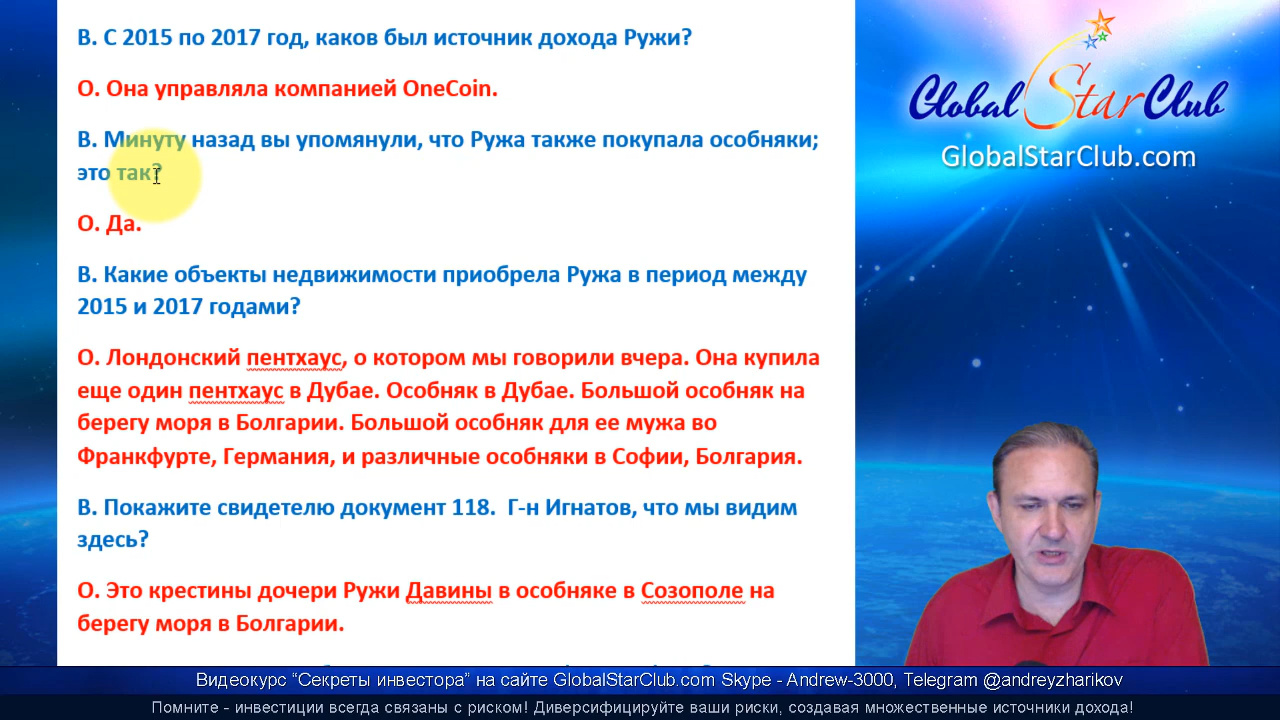 В. С 2015 по 2017 год, каков был источник дохода Ружи?
О. Она управляла компанией OneCoin.
В. Минуту назад вы упомянули, что Ружа также покупала особняки;
это так?
О. Да.
В. Какие объекты недвижимости приобрела Ружа в период между
2015 и 2017 годами?
О. Лондонский пентхаус, о котором мы говорили вчера. Она купила
еще один пентхаус в Дубае. Особняк в Дубае. Большой особняк на
берегу моря в Болгарии. Большой особняк для ее мужа во
Франкфурте, Германия, и различные особняки в Софии, Болгария.
В. Покажите свидетелю документ 118. Г-н Игнатов, что мы видим
здесь?
О. Это крестины дочери Ружи Давины в особняке в Созополе на
берегу моря в Болгарии.
Global Star Club
GlobalStarClub.com
Видеокурс “Секреты инвестора” на сайте GlobalStarClub.com Skype - Andrew-3000, Telegram @andreyzharikov
Помните - инвестиции всегда связаны с риском! Диверсифицируйте ваши риски, создавая множественные источники дохода!